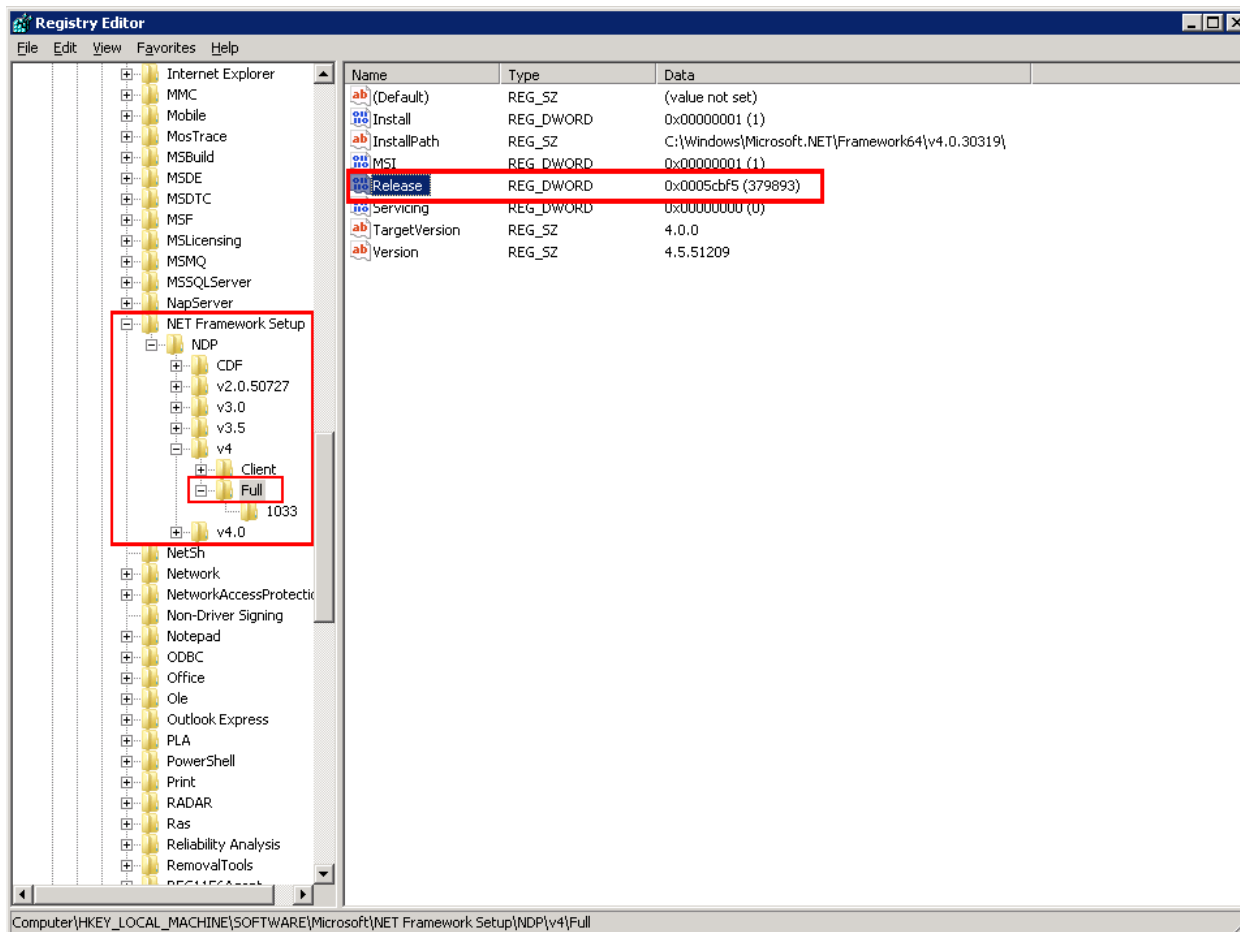 Registry Editor
File Edit View Favorites Help
Internet Explorer
MMC
Mobile
MosTrace
MSBuild
MSDE
MSDTC
MSF
MSLicensing
MSMQ
MSSQLServer
NapServer
NET Framework Setup
NDP
CDF
v2.0.50727
v3.0
v3.5
v4
Client
Full
1033
v4.0
NetSh
Network
NetworkAccessProtectic
Non-Driver Signing
Notepad
ODBC
Office
Ole
Outlook Express
PLA
PowerShell
Print
RADAR
Ras
Reliability Analysis
RemovalTools
Name Type Data
(Default) REG_SZ (value not set)
Install REG_DWORD 0x00000001 (1)
InstallPath REG_SZ C:\Windows\Microsoft.NET\Framework64\v4.0.30319\
MSI REG_DWORD 0x00000001 (1)
Release REG_DWORD 0x0005cbf5 (379893)
Servicing REG_DWORD 0x00000000 (0)
TargetVersion REG_SZ 4.0.0
Version REG_SZ 4.5.51209
Computer\HKEY_LOCAL_MACHINE\SOFTWARE\Microsoft\NET Framework Setup\NDP\v4\Full